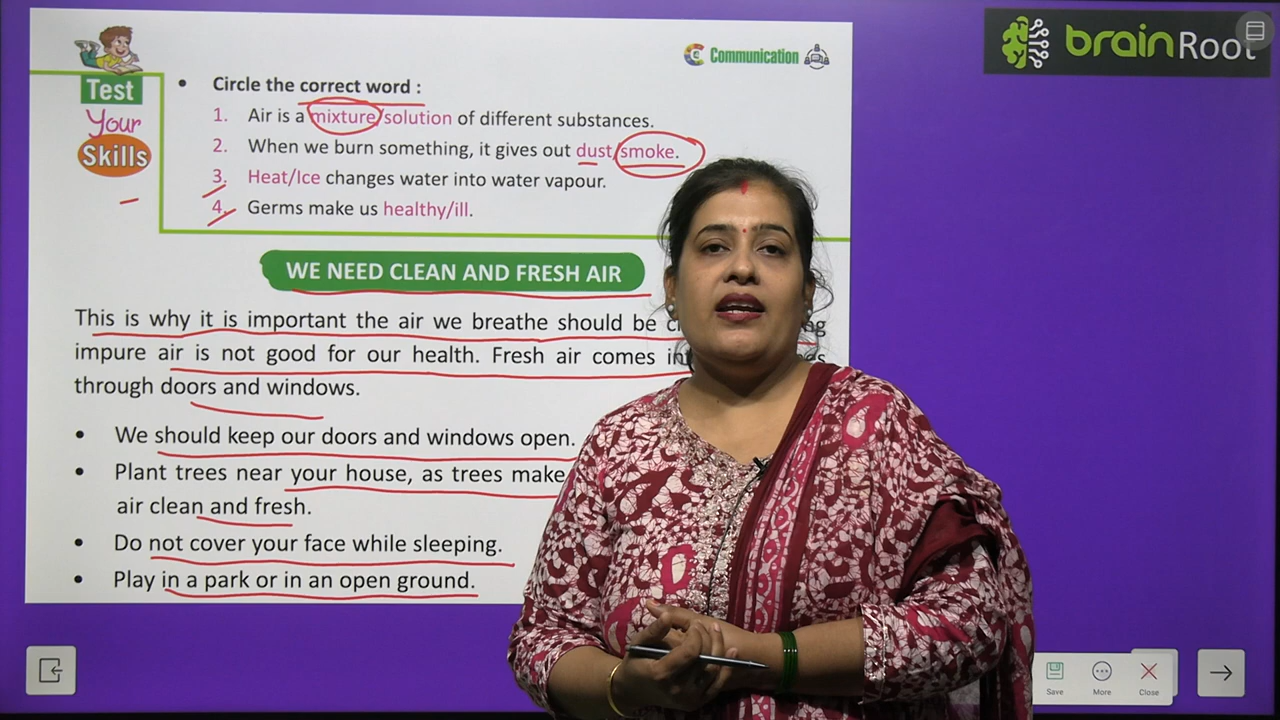 Test
Your
Skills
Communication
brainRoot
• Circle the correct word :
1. Air is a mixture/solution of different substances.
2. When we burn something, it gives out dust/smoke.
3. Heat/Ice changes water into water vapour.
4. Germs make us healthy/ill.
WE NEED CLEAN AND FRESH AIR
This is why it is important the air we breathe should be
impure air is not good for our health. Fresh air comes
through doors and windows.
• We should keep our doors and windows open.
• Plant trees near your house, as trees make
air clean and fresh.
• Do not cover your face while sleeping.
• Play in a park or in an open ground.
Save
More
Close